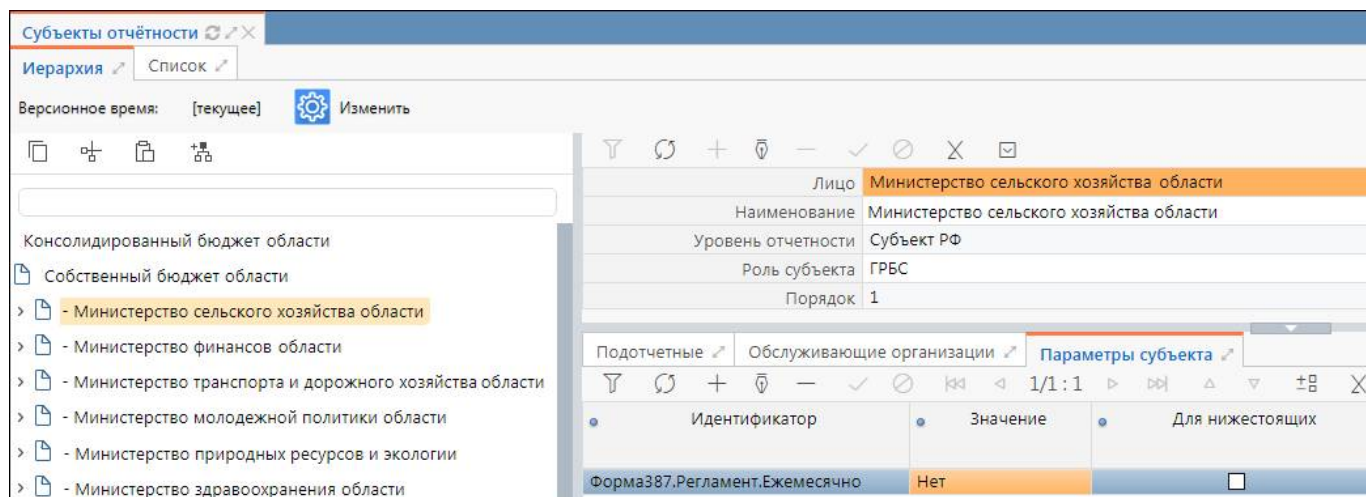 Субъекты отчётности
Иерархия Список
Версионное время: [текущее] Изменить
Консолидированный бюджет области
Собственный бюджет области
- Министерство сельского хозяйства области
- Министерство финансов области
- Министерство транспорта и дорожного хозяйства области
- Министерство молодежной политики области
- Министерство природных ресурсов и экологии
- Министерство здравоохранения области
Лицо Министерство сельского хозяйства области
Наименование Министерство сельского хозяйства области
Уровень отчетности Субъект РФ
Роль субъекта ГРБС
Порядок 1
Подотчетные Обслуживающие организации Параметры субъекта
1/1 : 1
Идентификатор Значение Для нижестоящих
Форма387.Регламент.Ежемесячно Нет